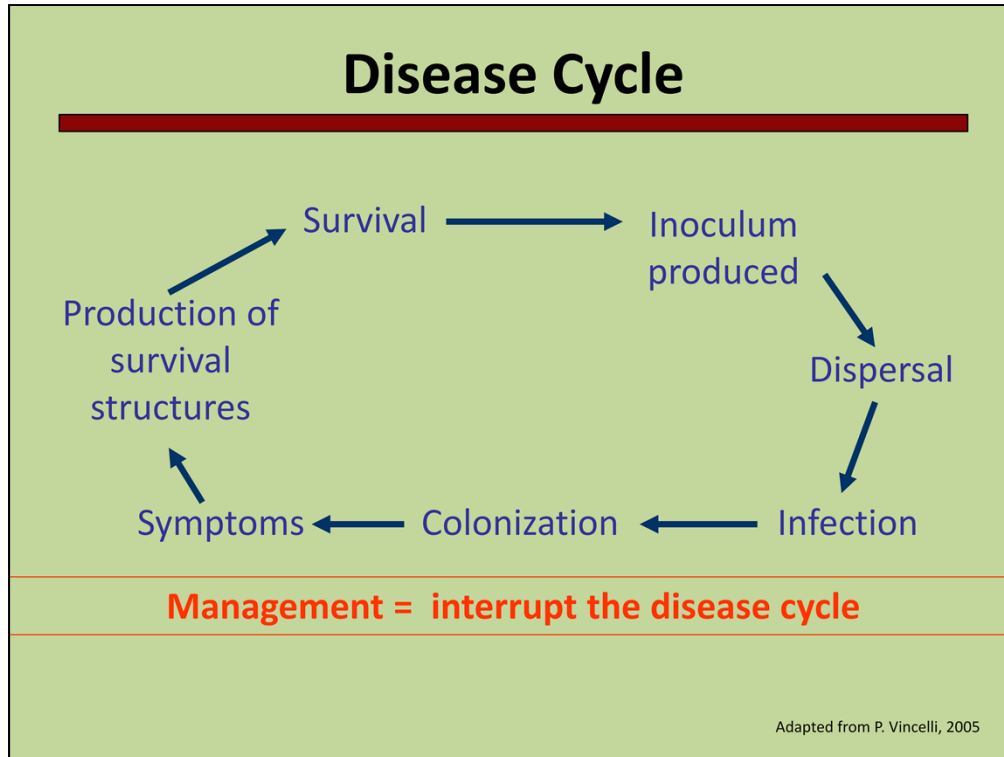 Disease Cycle
Survival
Inoculum
produced
Dispersal
Infection
Colonization
Symptoms
Production of
survival
structures
Management =  interrupt the disease cycle
Adapted from P. Vincelli, 2005